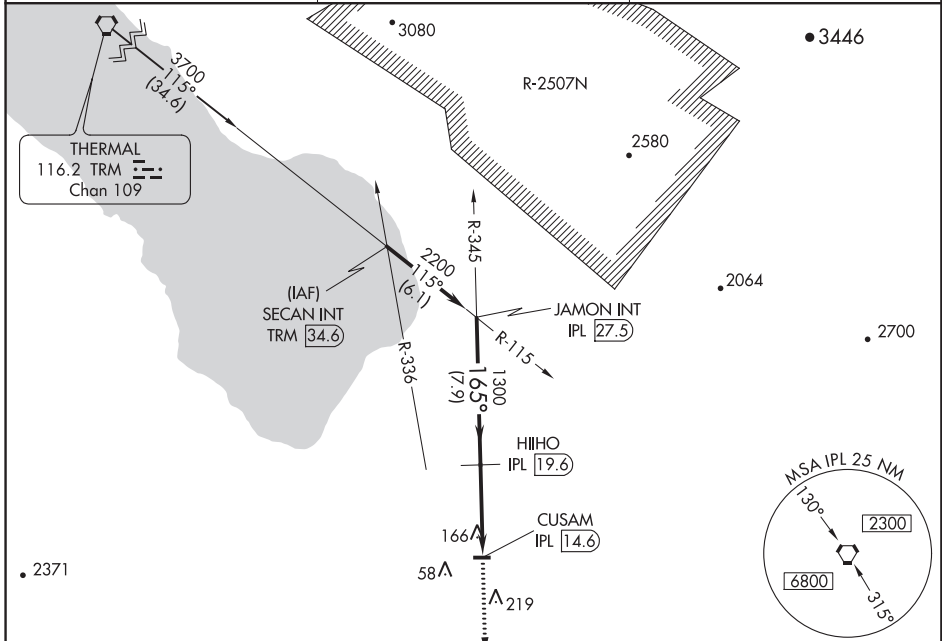 3080
3446
R-2507N
3700
115°
(34.6)
THERMAL
116.2 TRM
Chan 109
2580
R-345
2200
115°
(6.1)
(IAF)
SECAN INT
TRM 34.6
2064
JAMON INT
IPL 27.5
R-115
R-336
2700
1300
165°
(7.9)
HIIHO
IPL 19.6
MSA IPL 25 NM
130°
2300
6800
315°
CUSAM
IPL 14.6
166
58
219
2371